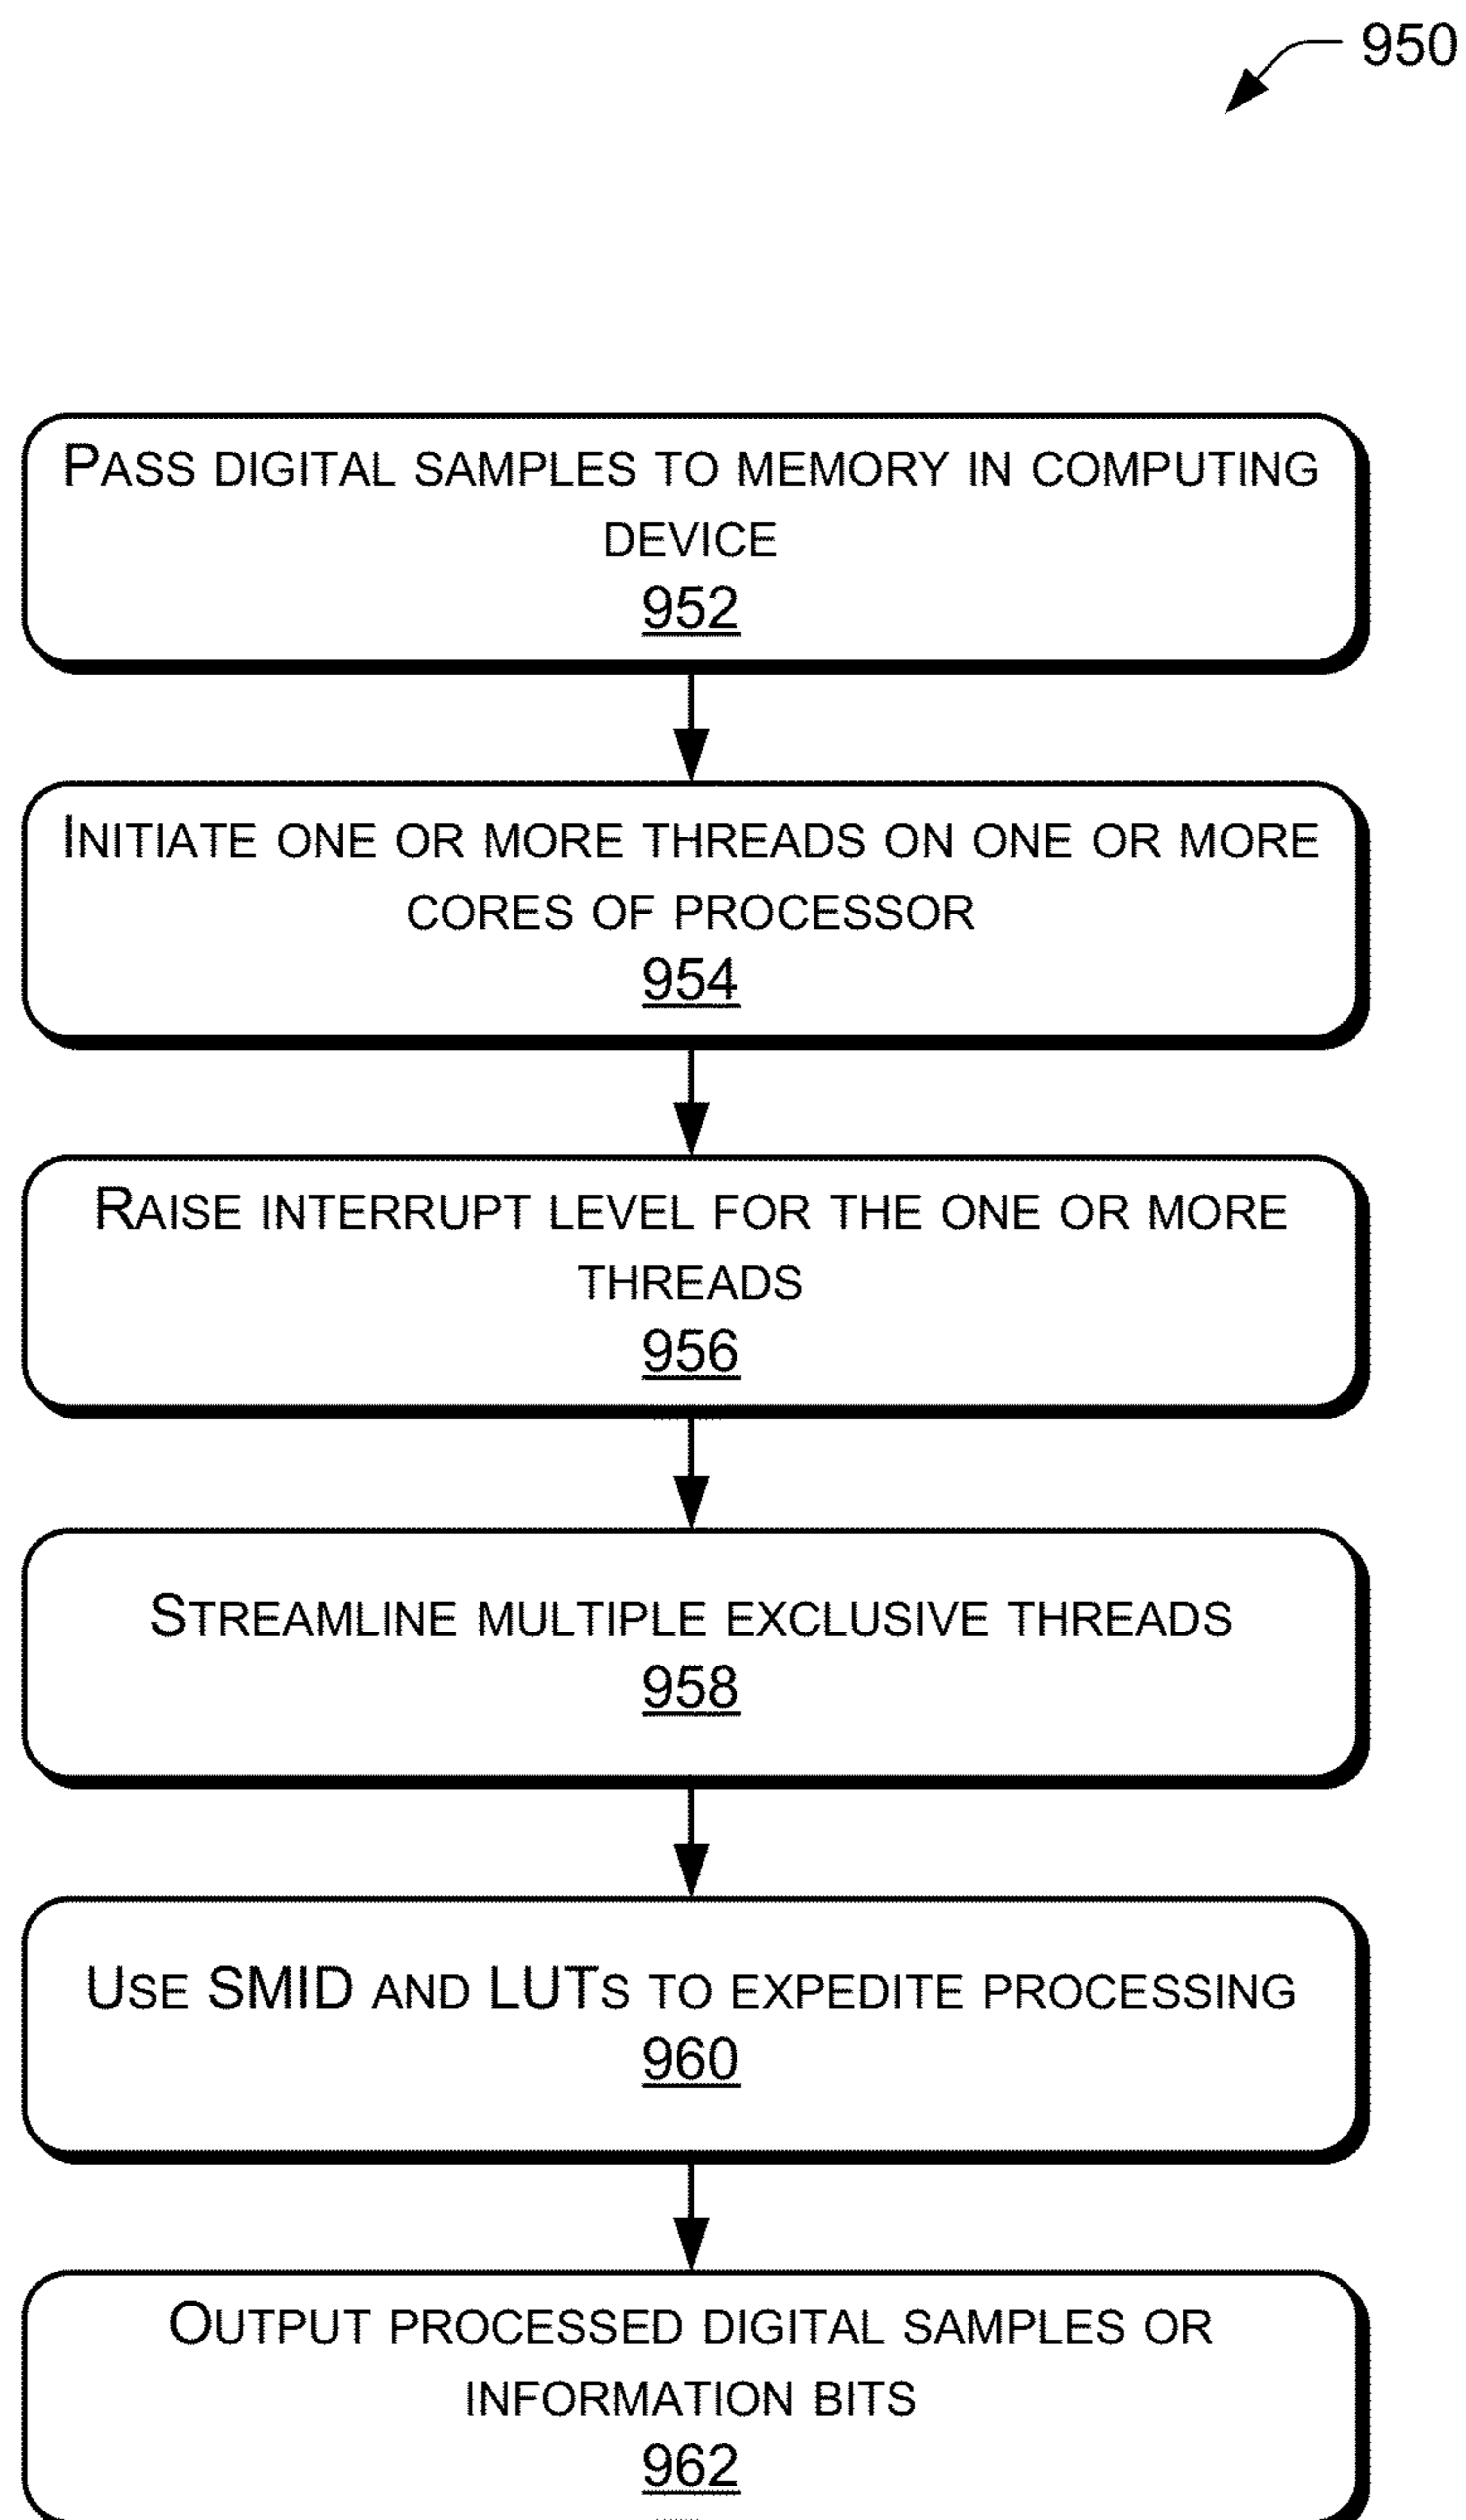 950
PASS DIGITAL SAMPLES TO MEMORY IN COMPUTING
DEVICE
952
INITIATE ONE OR MORE THREADS ON ONE OR MORE
CORES OF PROCESSOR
954
RAISE INTERRUPT LEVEL FOR THE ONE OR MORE
THREADS
956
STREAMLINE MULTIPLE EXCLUSIVE THREADS
958
USE SMID AND LUTS TO EXPEDITE PROCESSING
960
OUTPUT PROCESSED DIGITAL SAMPLES OR
INFORMATION BITS
962